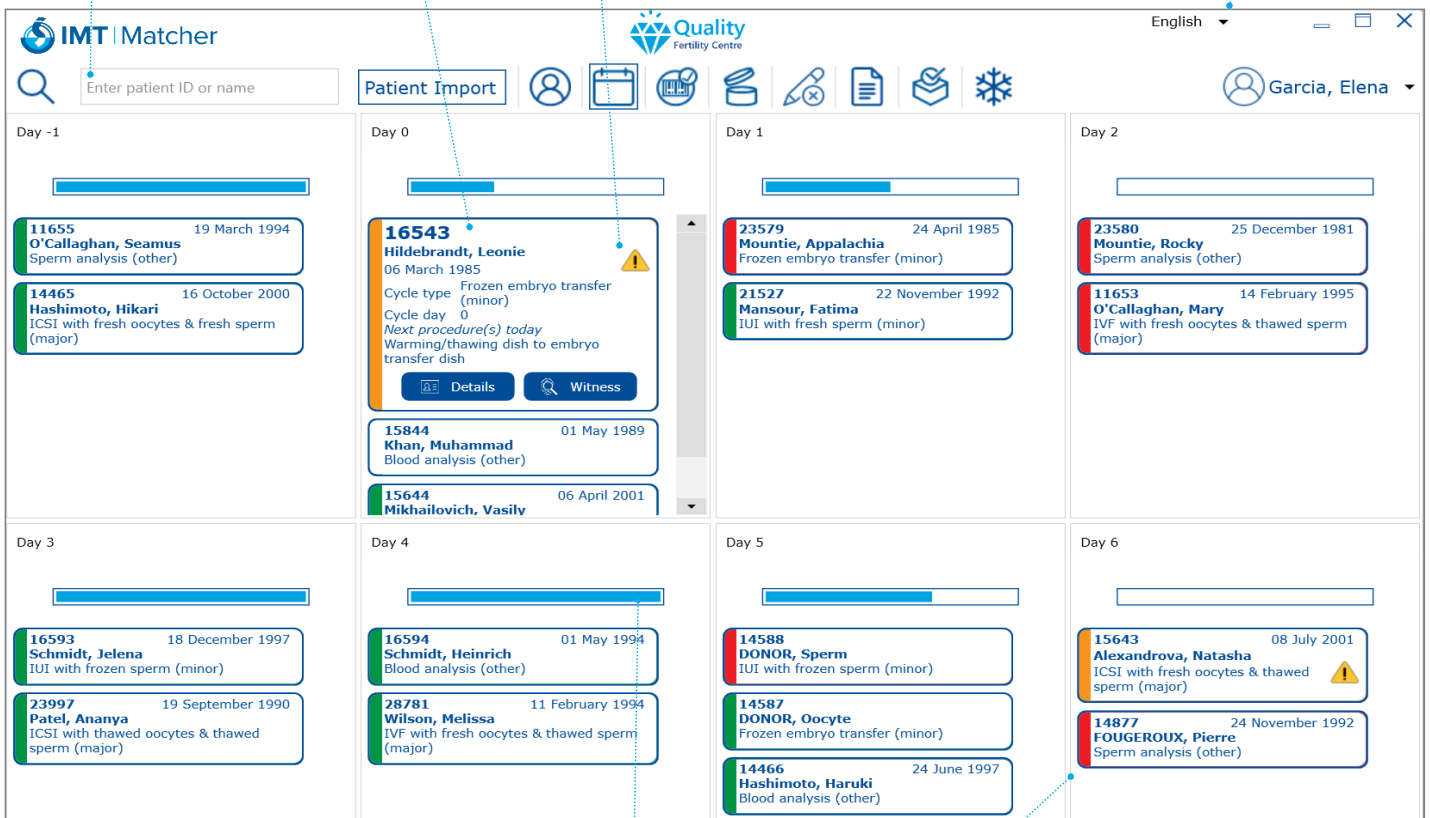 IMT | Matcher
Quality
Fertility Centre
English
Enter patient ID or name
Patient Import
Garcia, Elena
Day -1
11655 19 March 1994
O'Callaghan, Seamus
Sperm analysis (other)
14465 16 October 2000
Hashimoto, Hikari
ICSI with fresh oocytes & fresh sperm
(major)
Day 0
16543
Hildebrandt, Leonie
06 March 1985
Cycle type Frozen embryo transfer
(minor)
Cycle day 0
Next procedure(s) today
Warming/thawing dish to embryo
transfer dish
Details Witness
15844 01 May 1989
Khan, Muhammad
Blood analysis (other)
15644 06 April 2001
Mikhailovich, Vasily
Day 1
23579 24 April 1985
Mountie, Appalachia
Frozen embryo transfer (minor)
21527 22 November 1992
Mansour, Fatima
IUI with fresh sperm (minor)
Day 2
23580 25 December 1981
Mountie, Rocky
Sperm analysis (other)
11653 14 February 1995
O'Callaghan, Mary
IVF with fresh oocytes & thawed sperm
(major)
Day 3
16593 18 December 1997
Schmidt, Jelena
IUI with frozen sperm (minor)
23997 19 September 1990
Patel, Ananya
ICSI with thawed oocytes & thawed
sperm (major)
Day 4
16594 01 May 1994
Schmidt, Heinrich
Blood analysis (other)
28781 11 February 1994
Wilson, Melissa
IVF with fresh oocytes & thawed sperm
(major)
Day 5
14588
DONOR, Sperm
IUI with frozen sperm (minor)
14587
DONOR, Oocyte
Frozen embryo transfer (minor)
14466 24 June 1997
Hashimoto, Haruki
Blood analysis (other)
Day 6
15643 08 July 2001
Alexandrova, Natasha
ICSI with fresh oocytes & thawed
sperm (major)
14877 24 November 1992
FOUGEROUX, Pierre
Sperm analysis (other)